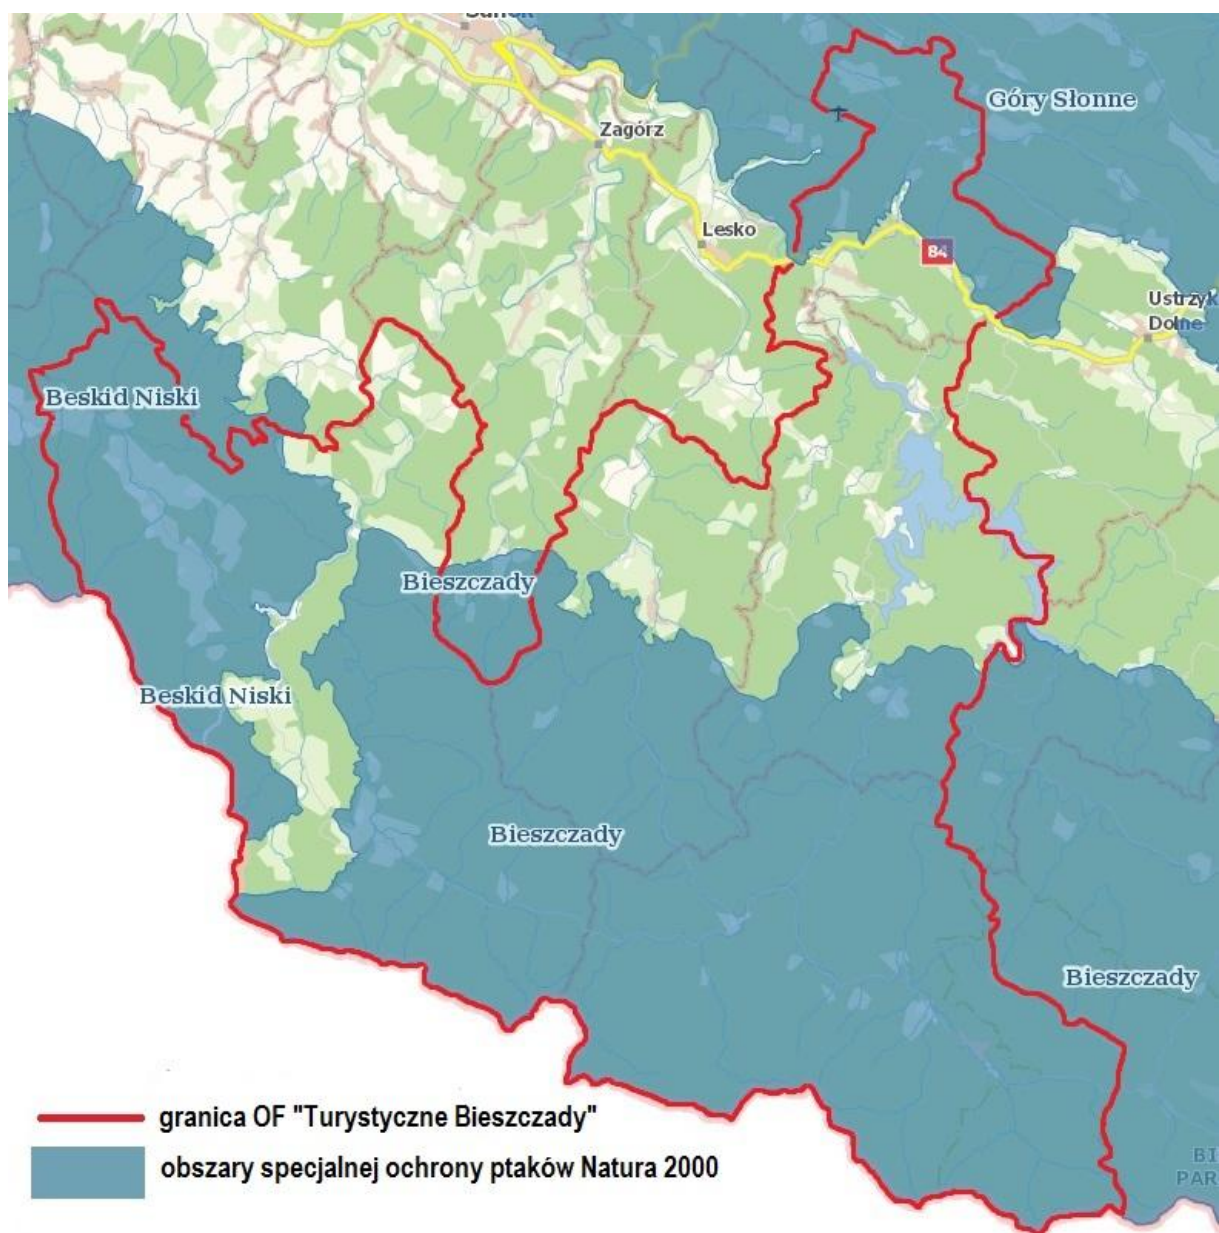 Góry Słonne
Zagórz
Lesko
84
Dolne
Beskid Niski
Bieszczady
Beskid Niski
Bieszczady
Bieszczady
granica OF "Turystyczne Bieszczady"
obszary specjalnej ochrony ptaków Natura 2000